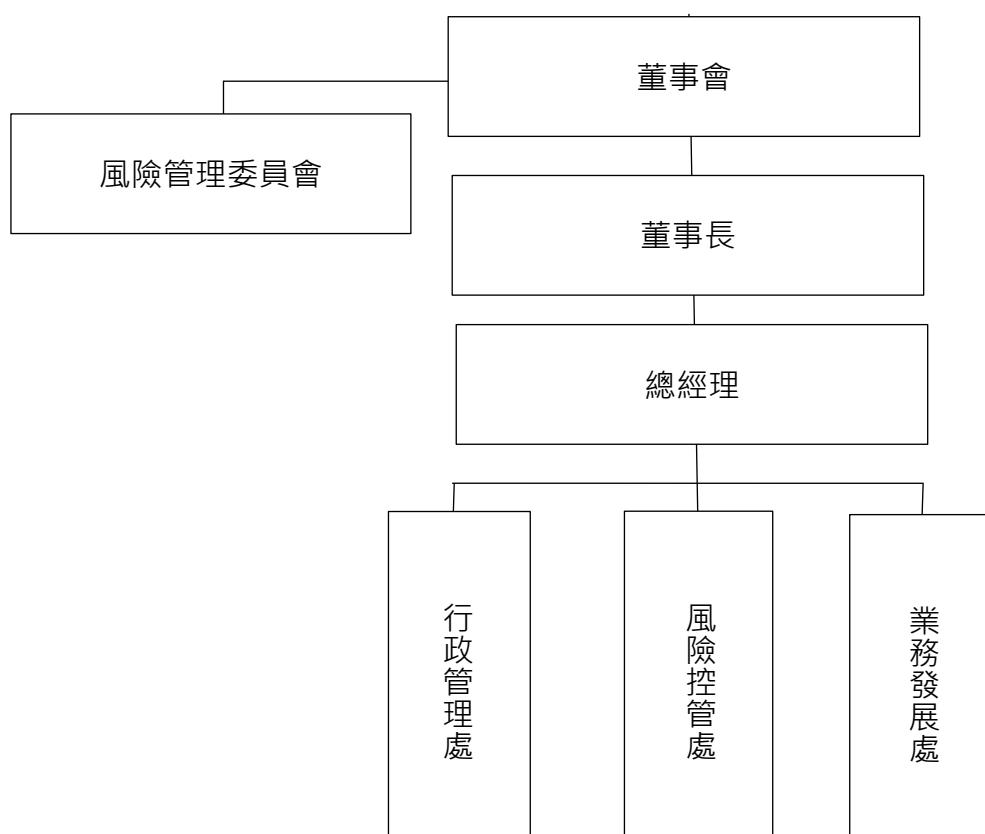 董事會
風險管理委員會
董事長
總經理
行政管理處
風險控管處
業務發展處